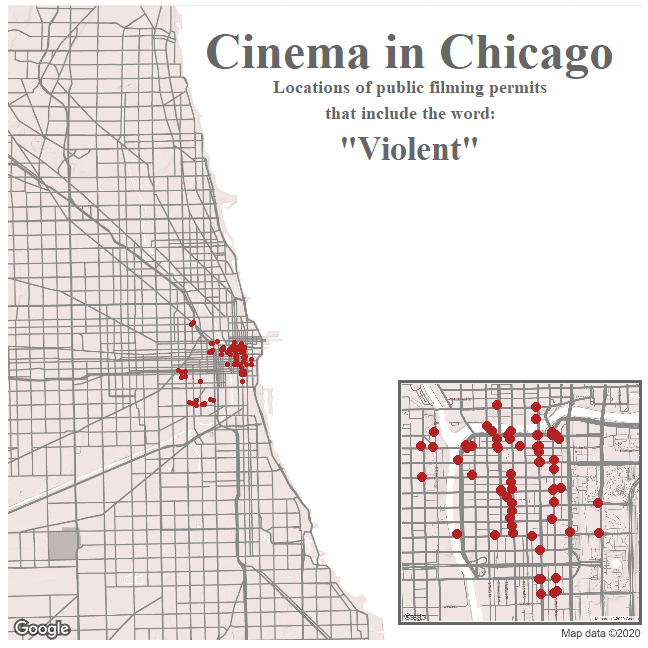 Cinema in Chicago
Locations of public filming permits
that include the word:
"Violent"
Google
Map data ©2020